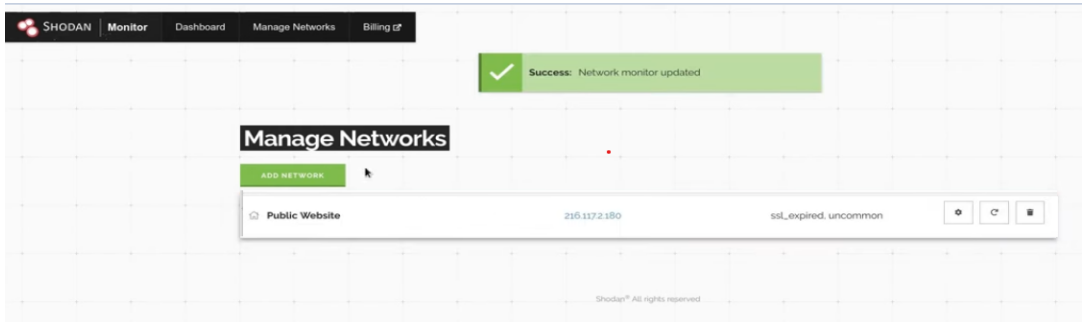 SHODAN Monitor Dashboard Manage Networks Billing
Success: Network monitor updated
Manage Networks
ADD NETWORK
Public Website 216.117.2.180 ssl_expired, uncommon
Shodan® All rights reserved